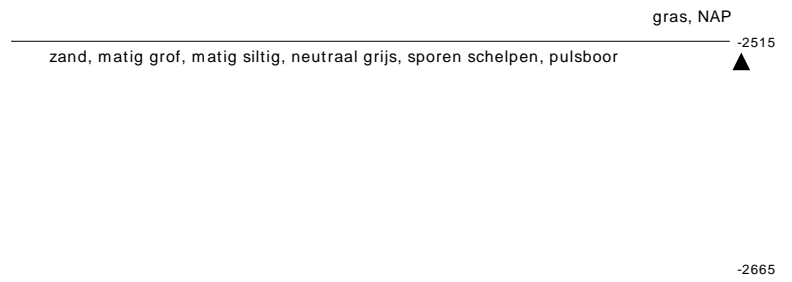 gras, NAP
-2515
zand, matig grof, matig siltig, neutraal grijs, sporen schelpen, pulsboor
-2665